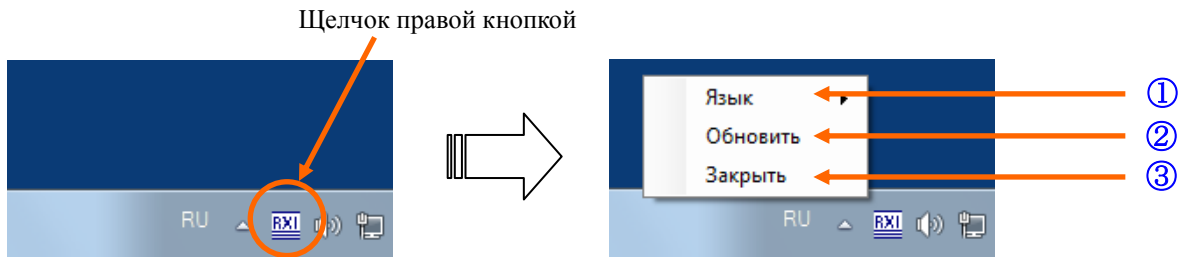 Щелчок правой кнопкой
RU RXI
Язык ①
Обновить ②
Закрыть ③
RU RXI